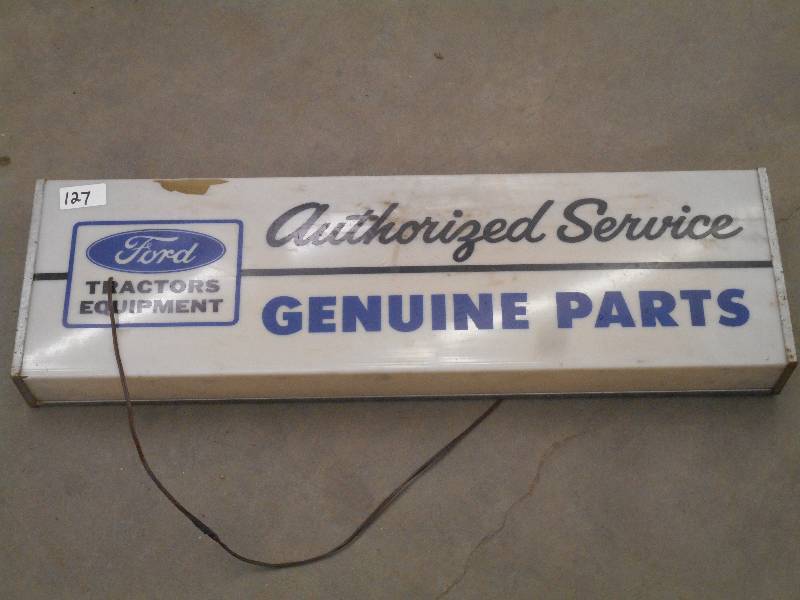 127
Ford
TRACTORS
EQUIPMENT
Authorized Service
GENUINE PARTS